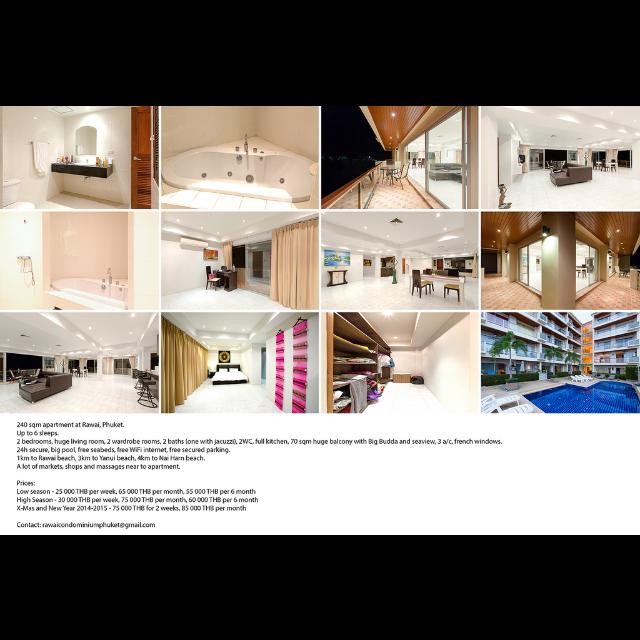 240 sqm apartment at Rawai, Phuket.
Up to 6 sleeps.
2 bedrooms, huge living room, 2 wardrobe rooms, 2 baths (one with jacuzzi), 2WC, full kitchen, 70 sqm huge balcony with Big Budda and seaview, 3 a/c, french windows.
24h secure, big pool, free seabeds, free WiFi internet, free secured parking.
1km to Rawai beach, 3km to Yanui beach, 4km to Nai Harn beach.
A lot of markets, shops and massages near to apartment.
Prices:
Low season - 25 000 THB per week, 65 000 THB per month, 55 000 THB per 6 month
High Season - 30 000 THB per week, 75 000 THB per month, 60 000 THB per 6 month
X-Mas and New Year 2014-2015 - 75 000 THB for 2 weeks, 85 000 THB per month
Contact: rawaicondominiumphuket@gmail.com